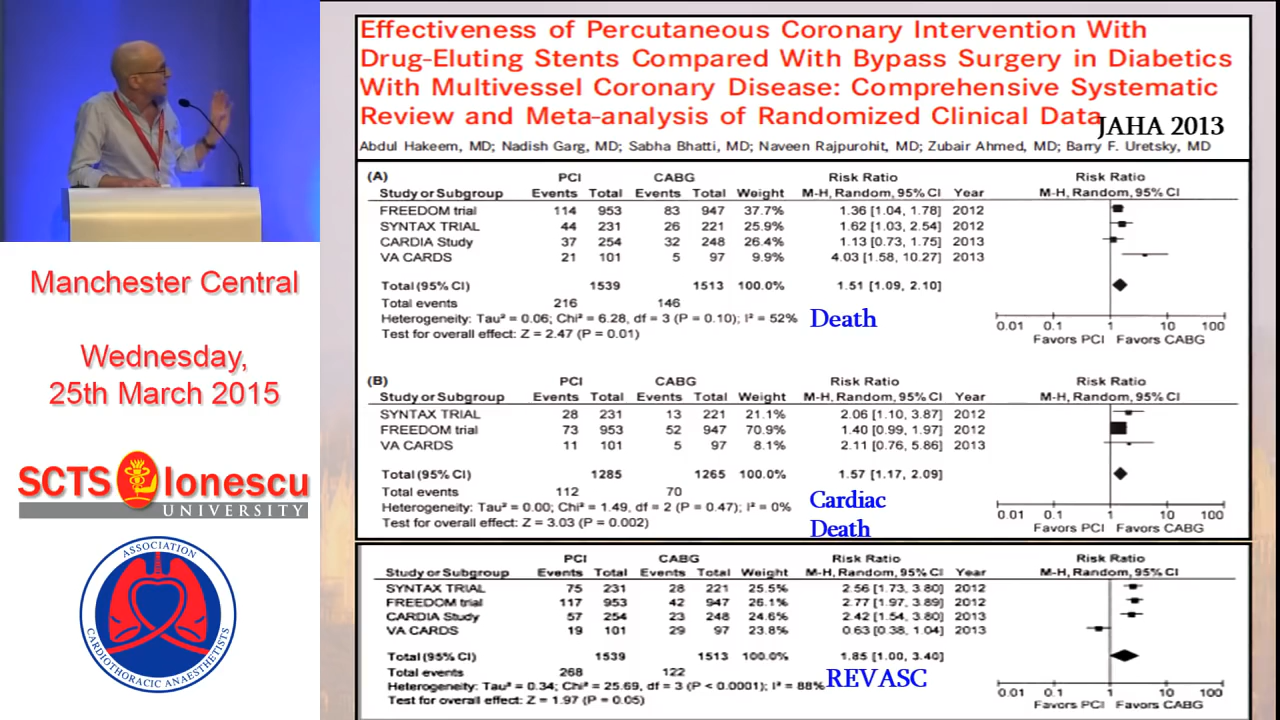 Effectiveness of Percutaneous Coronary Intervention With
Drug-Eluting Stents Compared With Bypass Surgery in Diabetics
With Multivessel Coronary Disease: Comprehensive Systematic
Review and Meta-analysis of Randomized Clinical Data
JAHA 2013
Abdul Hakeem, MD; Nadish Garg, MD; Sabha Bhatti, MD; Naveen Rajpurohit, MD; Zubair Ahmed, MD; Barry F. Uretsky, MD
(A) PCI CABG Risk Ratio Risk Ratio
Study or Subgroup Events Total Events Total Weight M-H, Random, 95% CI Year M-H, Random, 95% CI
FREEDOM trial 114 953 83 947 37.7% 1.36 [1.04, 1.78] 2012
SYNTAX TRIAL 44 231 26 221 25.9% 1.62 [1.03, 2.54] 2012
CARDIA Study 37 254 32 248 26.4% 1.13 [0.73, 1.75] 2013
VA CARDS 21 101 5 97 9.9% 4.03 [1.58, 10.27] 2013
Total (95% CI) 1539 1513 100.0% 1.51 [1.09, 2.10]
Total events 216 146
Heterogeneity: Tau² = 0.06; Chi² = 6.28, df = 3 (P = 0.10); I² = 52%
Test for overall effect: Z = 2.47 (P = 0.01)
Death
0.01 0.1 1 10 100
Favors PCI Favors CABG
(B) PCI CABG Risk Ratio Risk Ratio
Study or Subgroup Events Total Events Total Weight M-H, Random, 95% CI Year M-H, Random, 95% CI
SYNTAX TRIAL 28 231 13 221 21.1% 2.06 [1.10, 3.87] 2012
FREEDOM trial 73 953 52 947 70.9% 1.40 [0.99, 1.97] 2012
VA CARDS 11 101 5 97 8.1% 2.11 [0.76, 5.86] 2013
Total (95% CI) 1285 1265 100.0% 1.57 [1.17, 2.09]
Total events 112 70
Heterogeneity: Tau² = 0.00; Chi² = 1.49, df = 2 (P = 0.47); I² = 0%
Test for overall effect: Z = 3.03 (P = 0.002)
Cardiac
Death
0.01 0.1 1 10 100
Favors PCI Favors CABG
PCI CABG Risk Ratio Risk Ratio
Study or Subgroup Events Total Events Total Weight M-H, Random, 95% CI Year M-H, Random, 95% CI
SYNTAX TRIAL 75 231 28 221 25.5% 2.56 [1.73, 3.80] 2012
FREEDOM trial 117 953 42 947 26.1% 2.77 [1.97, 3.89] 2012
CARDIA Study 57 254 23 248 24.6% 2.42 [1.54, 3.80] 2013
VA CARDS 19 101 29 97 23.8% 0.63 [0.38, 1.04] 2013
Total (95% CI) 1539 1513 100.0% 1.85 [1.00, 3.40]
Total events 268 122
Heterogeneity: Tau² = 0.34; Chi² = 25.69, df = 3 (P < 0.0001); I² = 88%
Test for overall effect: Z = 1.97 (P = 0.05)
REVASC
0.01 0.1 1 10 100
Favors PCI Favors CABG
Manchester Central
Wednesday,
25th March 2015
SCTS Ionescu
UNIVERSITY
ASSOCIATION
CARDIOTHORACIC ANAESTHETISTS